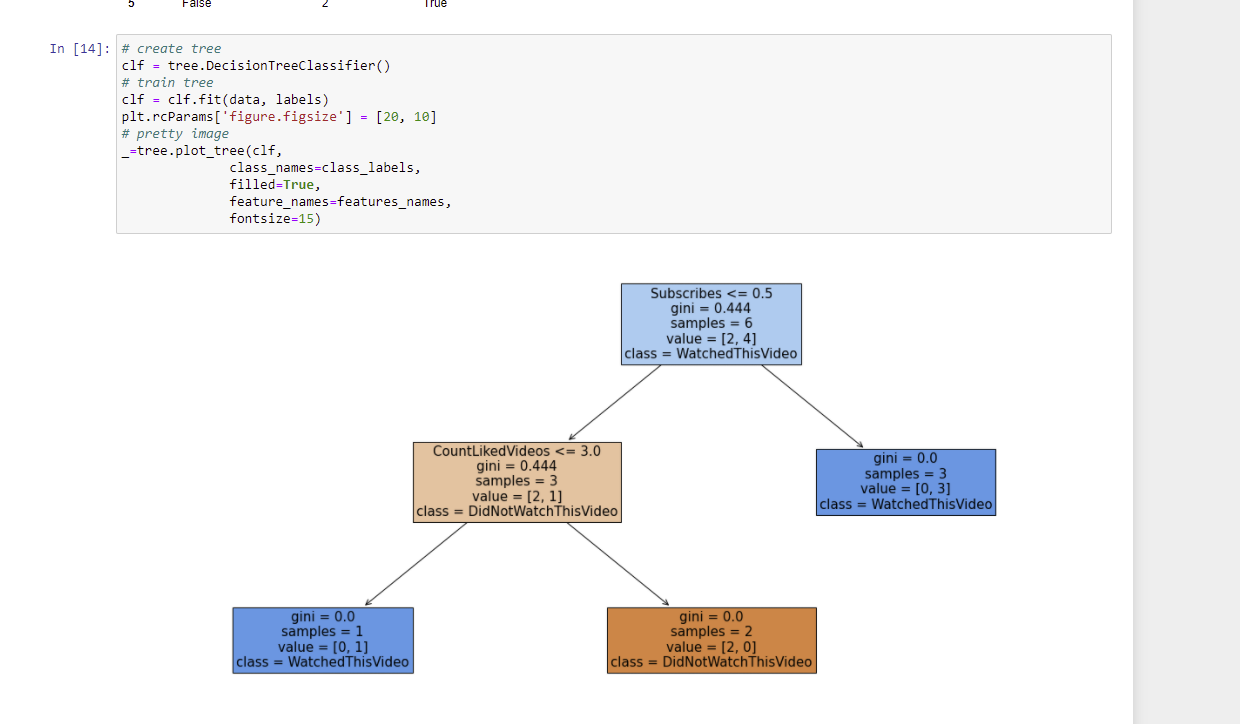 5 False 2 True
In [14]: # create tree
clf = tree.DecisionTreeClassifier()
# train tree
clf = clf.fit(data, labels)
plt.rcParams['figure.figsize'] = [20, 10]
# pretty image
_=tree.plot_tree(clf,
class_names=class_labels,
filled=True,
feature_names=features_names,
fontsize=15)
Subscribes <= 0.5
gini = 0.444
samples = 6
value = [2, 4]
class = WatchedThisVideo
CountLikedVideos <= 3.0
gini = 0.444
samples = 3
value = [2, 1]
class = DidNotWatchThisVideo
gini = 0.0
samples = 3
value = [0, 3]
class = WatchedThisVideo
gini = 0.0
samples = 1
value = [0, 1]
class = WatchedThisVideo
gini = 0.0
samples = 2
value = [2, 0]
class = DidNotWatchThisVideo